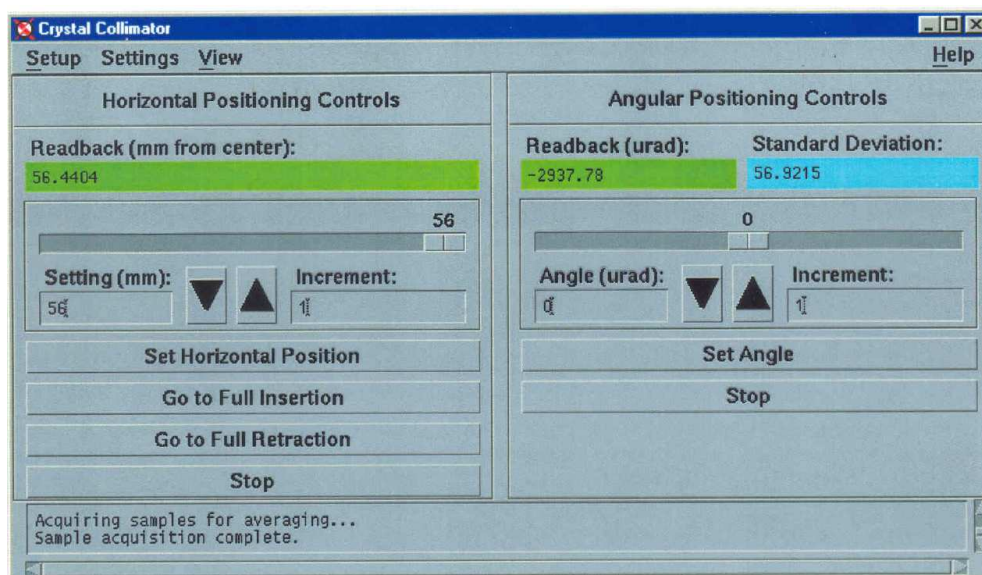 Crystal Collimator
Setup Settings View Help
Horizontal Positioning Controls
Readback (mm from center):
56.4404
56
Setting (mm): Increment:
56 1
Set Horizontal Position
Go to Full Insertion
Go to Full Retraction
Stop
Angular Positioning Controls
Readback (urad): Standard Deviation:
-2937.78 56.9215
0
Angle (urad): Increment:
0 1
Set Angle
Stop
Acquiring samples for averaging...
Sample acquisition complete.